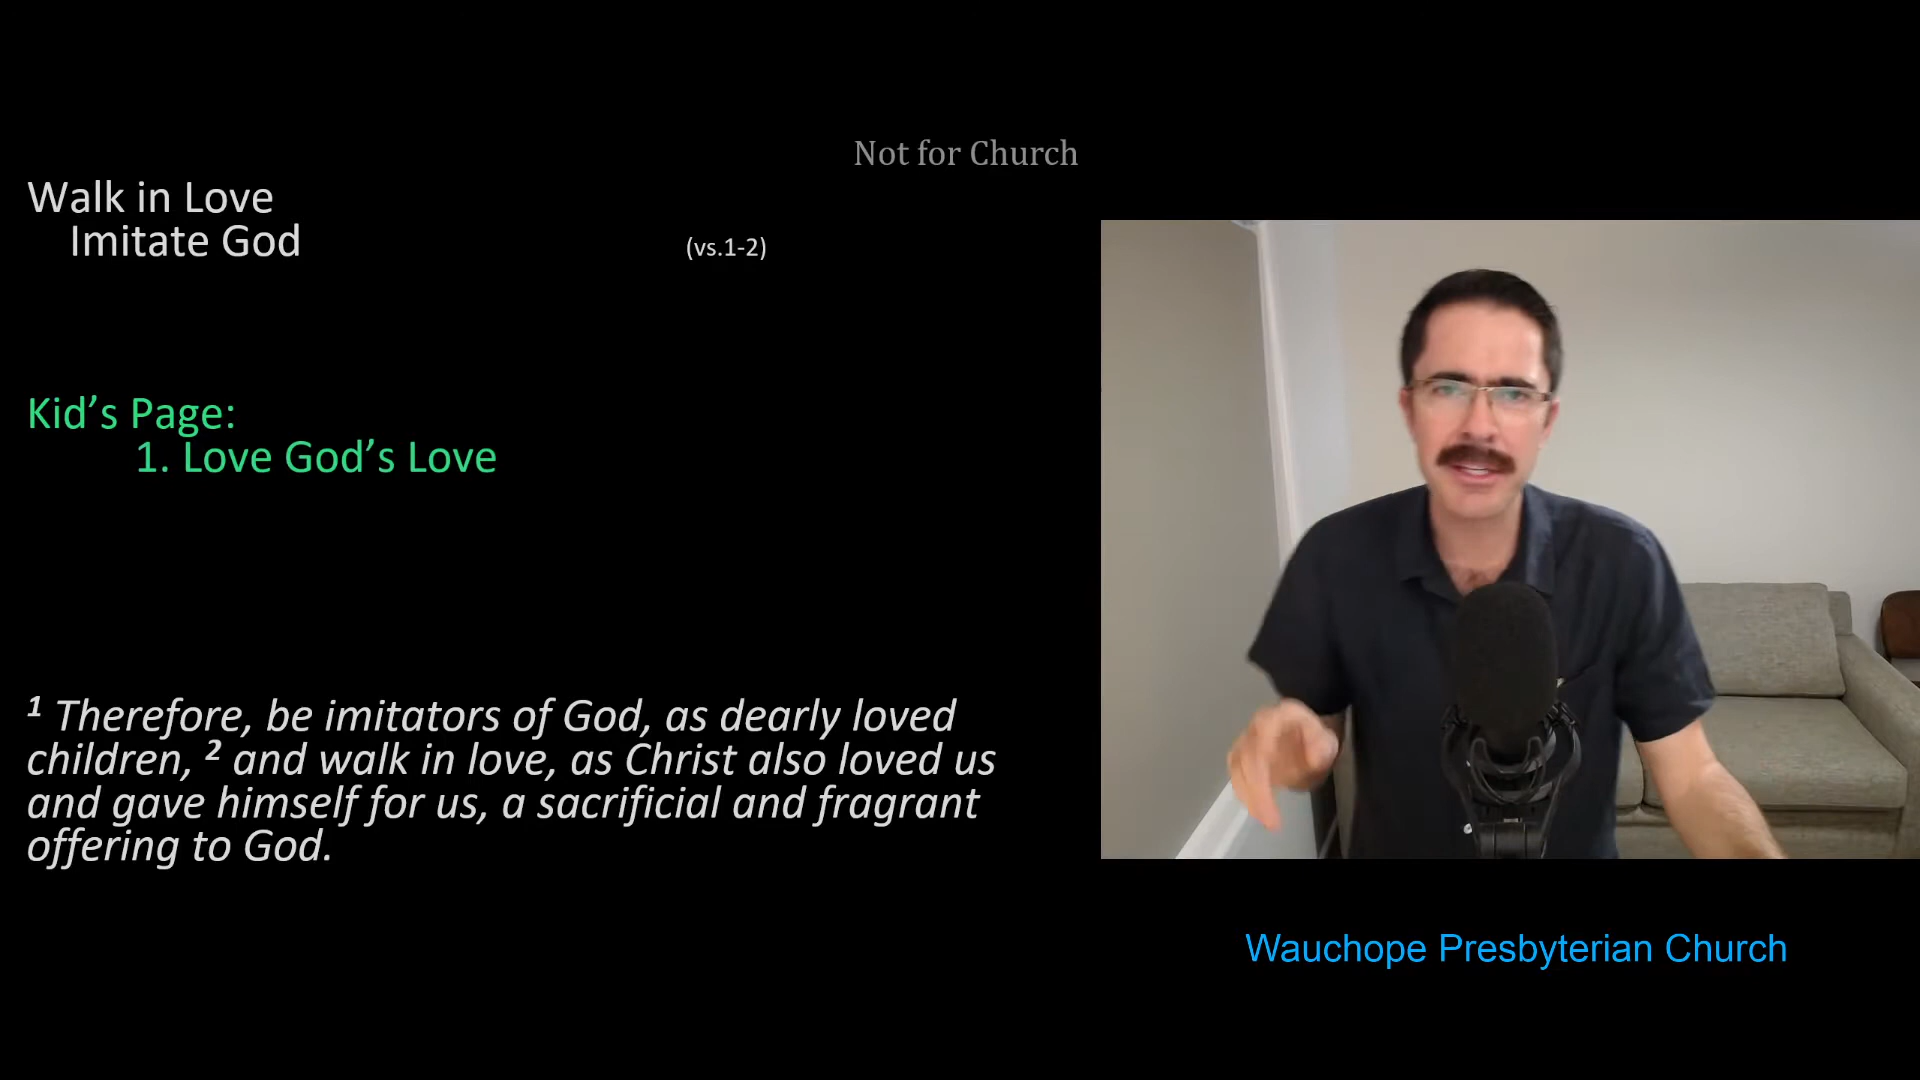 Not for Church
Walk in Love
Imitate God (vs.1-2)
Kid’s Page:
1. Love God’s Love
1 Therefore, be imitators of God, as dearly loved
children, 2 and walk in love, as Christ also loved us
and gave himself for us, a sacrificial and fragrant
offering to God.
Wauchope Presbyterian Church